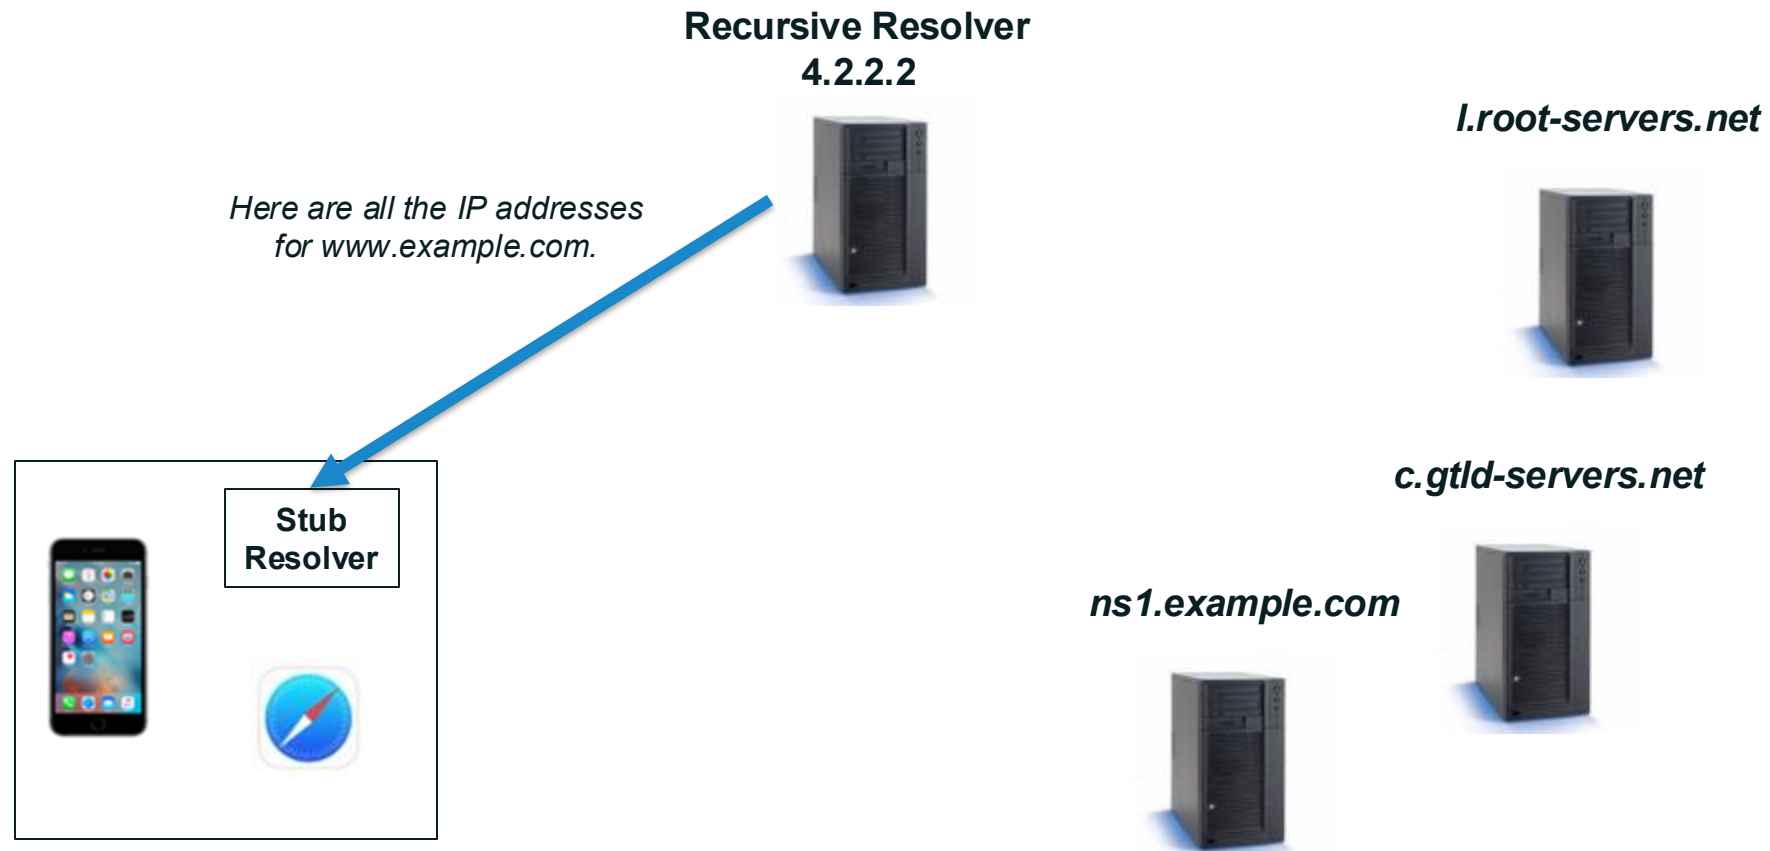 Recursive Resolver
4.2.2.2
l.root-servers.net
Here are all the IP addresses
for www.example.com.
c.gtld-servers.net
Stub
Resolver
ns1.example.com